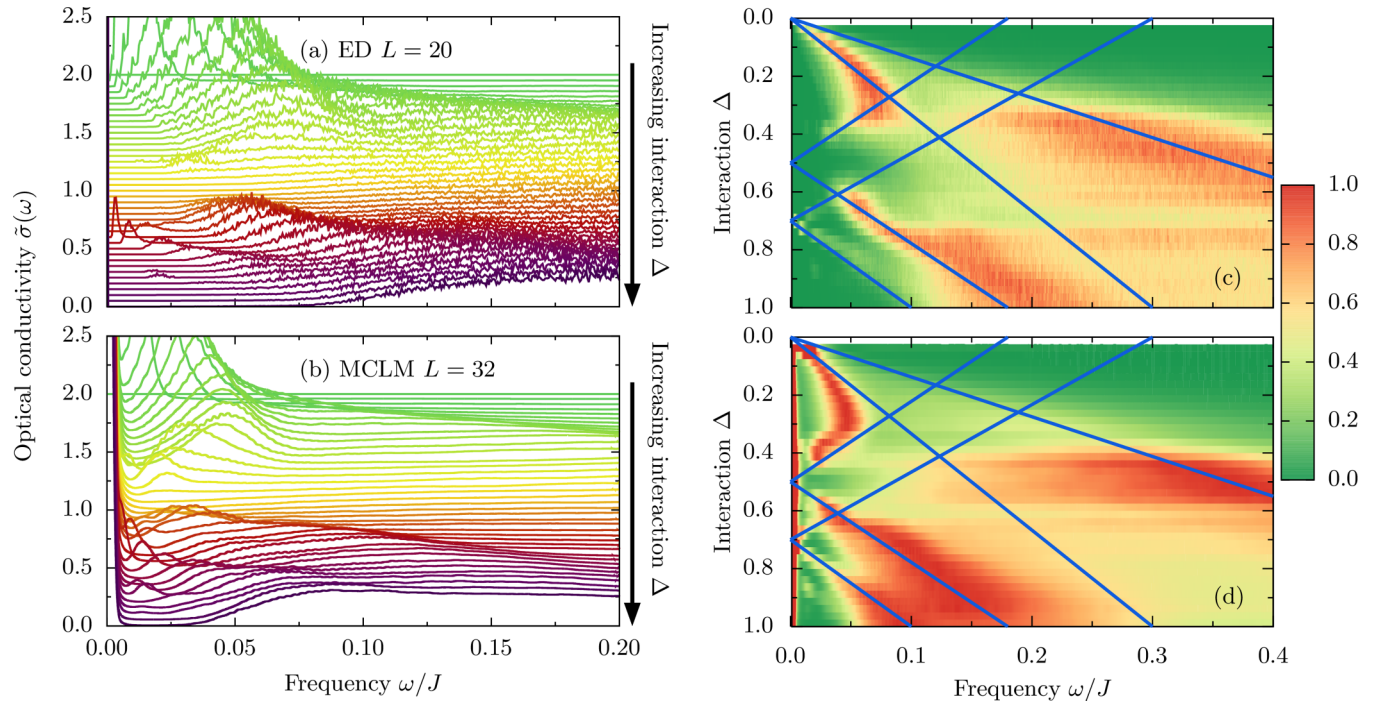 Optical conductivity σ̃(ω)
2.5
2.0
1.5
1.0
0.5
0.0
(a) ED L = 20
Increasing interaction Δ
2.5
2.0
1.5
1.0
0.5
0.0
(b) MCLM L = 32
Increasing interaction Δ
0.00 0.05 0.10 0.15 0.20
Frequency ω/J
Interaction Δ
0.0
0.2
0.4
0.6
0.8
1.0
(c)
Interaction Δ
0.0
0.2
0.4
0.6
0.8
1.0
(d)
0.0 0.1 0.2 0.3 0.4
Frequency ω/J
1.0
0.8
0.6
0.4
0.2
0.0